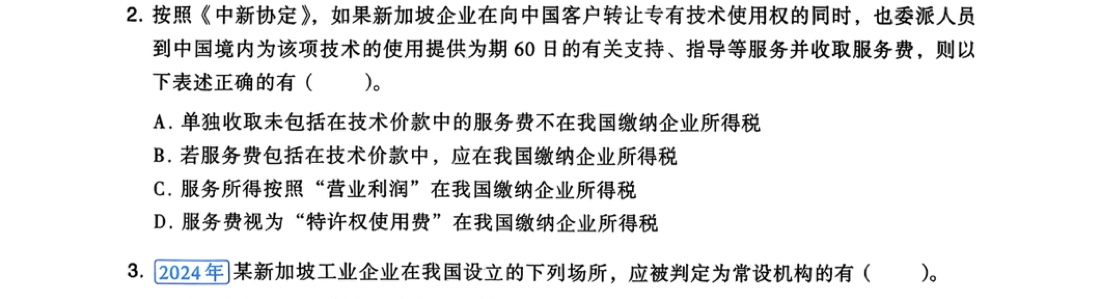 2. 按照《中新协定》，如果新加坡企业在向中国客户转让专有技术使用权的同时，也委派人员
到中国境内为该项技术的使用提供为期 60 日的有关支持、指导等服务并收取服务费，则以
下表述正确的有（　　）。
A. 单独收取未包括在技术价款中的服务费不在我国缴纳企业所得税
B. 若服务费包括在技术价款中，应在我国缴纳企业所得税
C. 服务所得按照“营业利润”在我国缴纳企业所得税
D. 服务费视为“特许权使用费”在我国缴纳企业所得税
3. 2024 年 某新加坡工业企业在我国设立的下列场所，应被判定为常设机构的有（　　）。